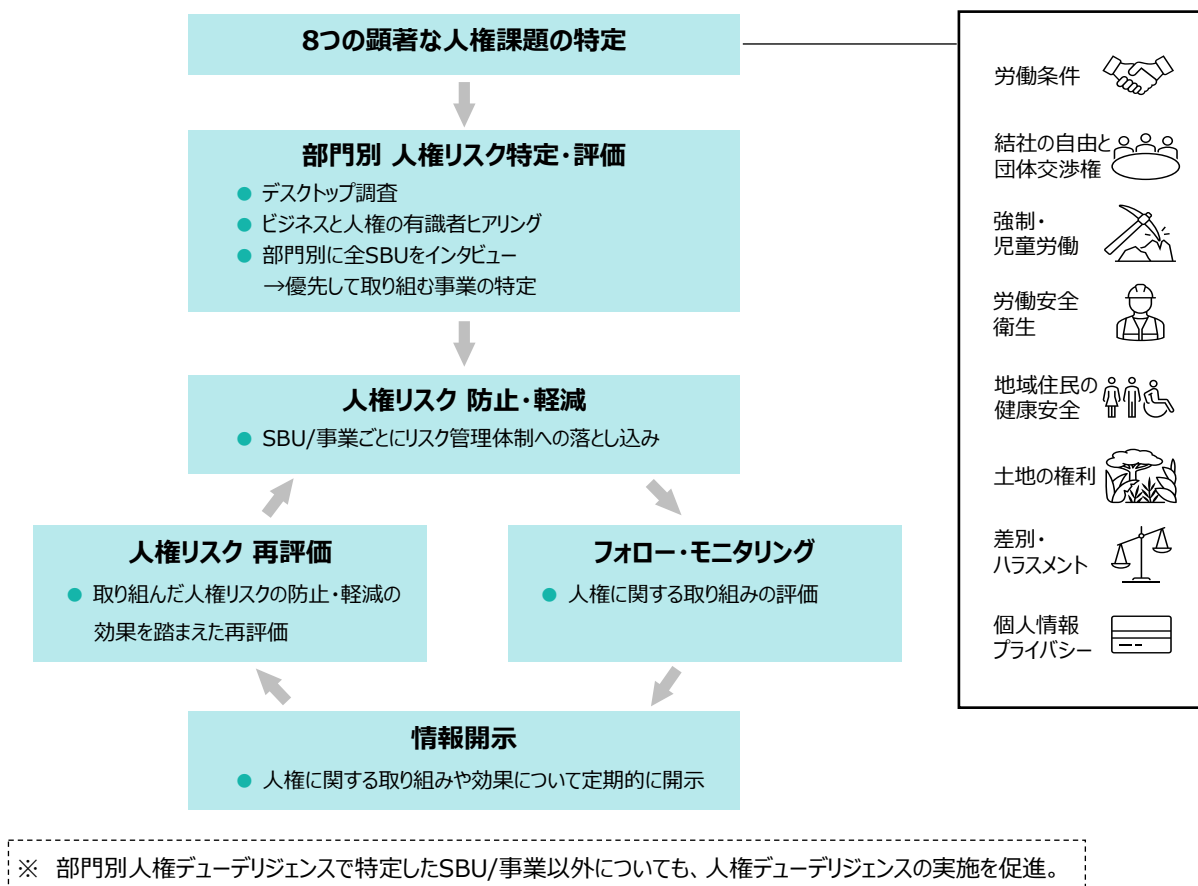 8つの顕著な人権課題の特定
部門別 人権リスク特定・評価
● デスクトップ調査
● ビジネスと人権の有識者ヒアリング
● 部門別に全SBUをインタビュー
→優先して取り組む事業の特定
人権リスク 防止・軽減
● SBU/事業ごとにリスク管理体制への落とし込み
人権リスク 再評価
● 取り組んだ人権リスクの防止・軽減の
効果を踏まえた再評価
フォロー・モニタリング
● 人権に関する取り組みの評価
情報開示
● 人権に関する取り組みや効果について定期的に開示
労働条件
結社の自由と
団体交渉権
強制・
児童労働
労働安全
衛生
地域住民の
健康安全
土地の権利
差別・
ハラスメント
個人情報
プライバシー
※ 部門別人権デューデリジェンスで特定したSBU/事業以外についても、人権デューデリジェンスの実施を促進。